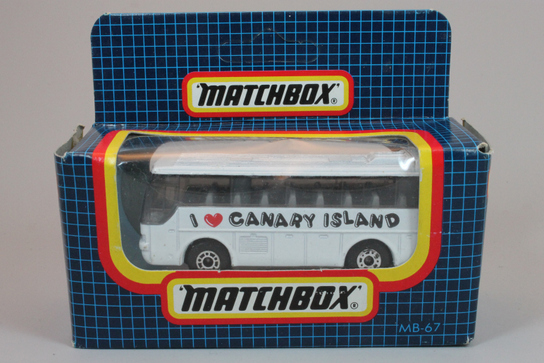 "MATCHBOX"®
I ❤ CANARY ISLAND
"MATCHBOX"®
MB-67